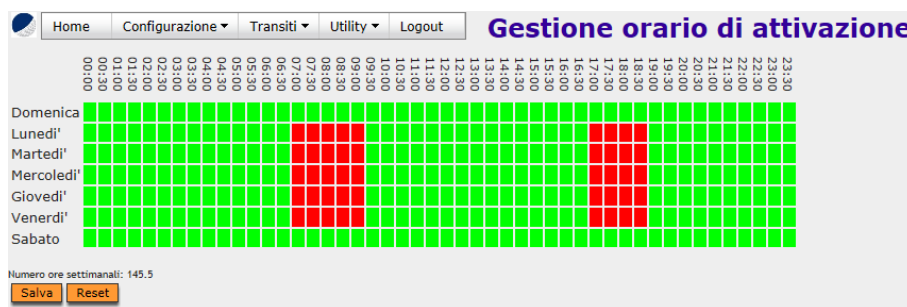 Home Configurazione Transiti Utility Logout Gestione orario di attivazione
00:00 00:30 01:00 01:30 02:00 02:30 03:00 03:30 04:00 04:30 05:00 05:30 06:00 06:30 07:00 07:30 08:00 08:30 09:00 09:30 10:00 10:30 11:00 11:30 12:00 12:30 13:00 13:30 14:00 14:30 15:00 15:30 16:00 16:30 17:00 17:30 18:00 18:30 19:00 19:30 20:00 20:30 21:00 21:30 22:00 22:30 23:00 23:30
Domenica
Lunedi'
Martedi'
Mercoledi'
Giovedi'
Venerdi'
Sabato
Numero ore settimanali: 145.5
Salva Reset